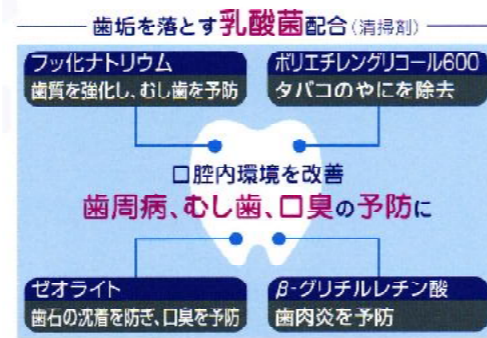 歯垢を落とす乳酸菌配合(清掃剤)
フッ化ナトリウム
歯質を強化し、むし歯を予防
ポリエチレングリコール600
タバコのやにを除去
口腔内環境を改善
歯周病、むし歯、口臭の予防に
ゼオライト
歯石の沈着を防ぎ、口臭を予防
β-グリチルレチン酸
歯肉炎を予防